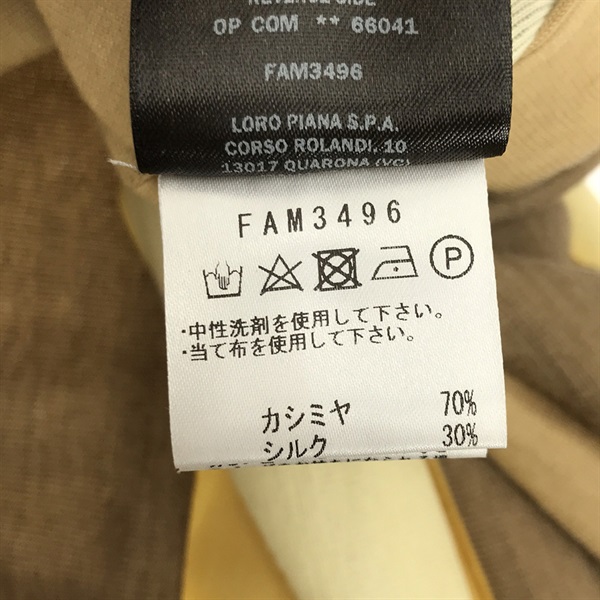 REVERSE SIDE
OP COM ** 66041
FAM3496
LORO PIANA S.P.A.
CORSO ROLANDI, 10
13017 QUARONA (VC)
FAM3496
P
・中性洗剤を使用して下さい。
・当て布を使用して下さい。
カシミヤ 70%
シルク 30%